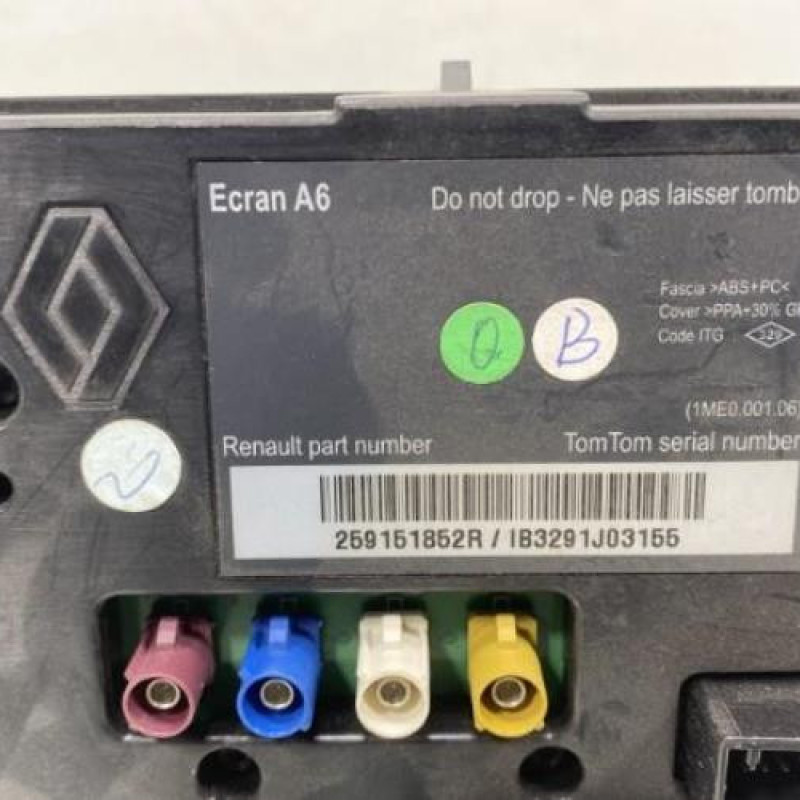 Ecran A6
Do not drop - Ne pas laisser tomb
Fascia >ABS+PC<
Cover >PPA+30% G
Code ITG 329
Q B
(1ME0.001.06)
Renault part number
TomTom serial number
259151852R / IB3291J03155